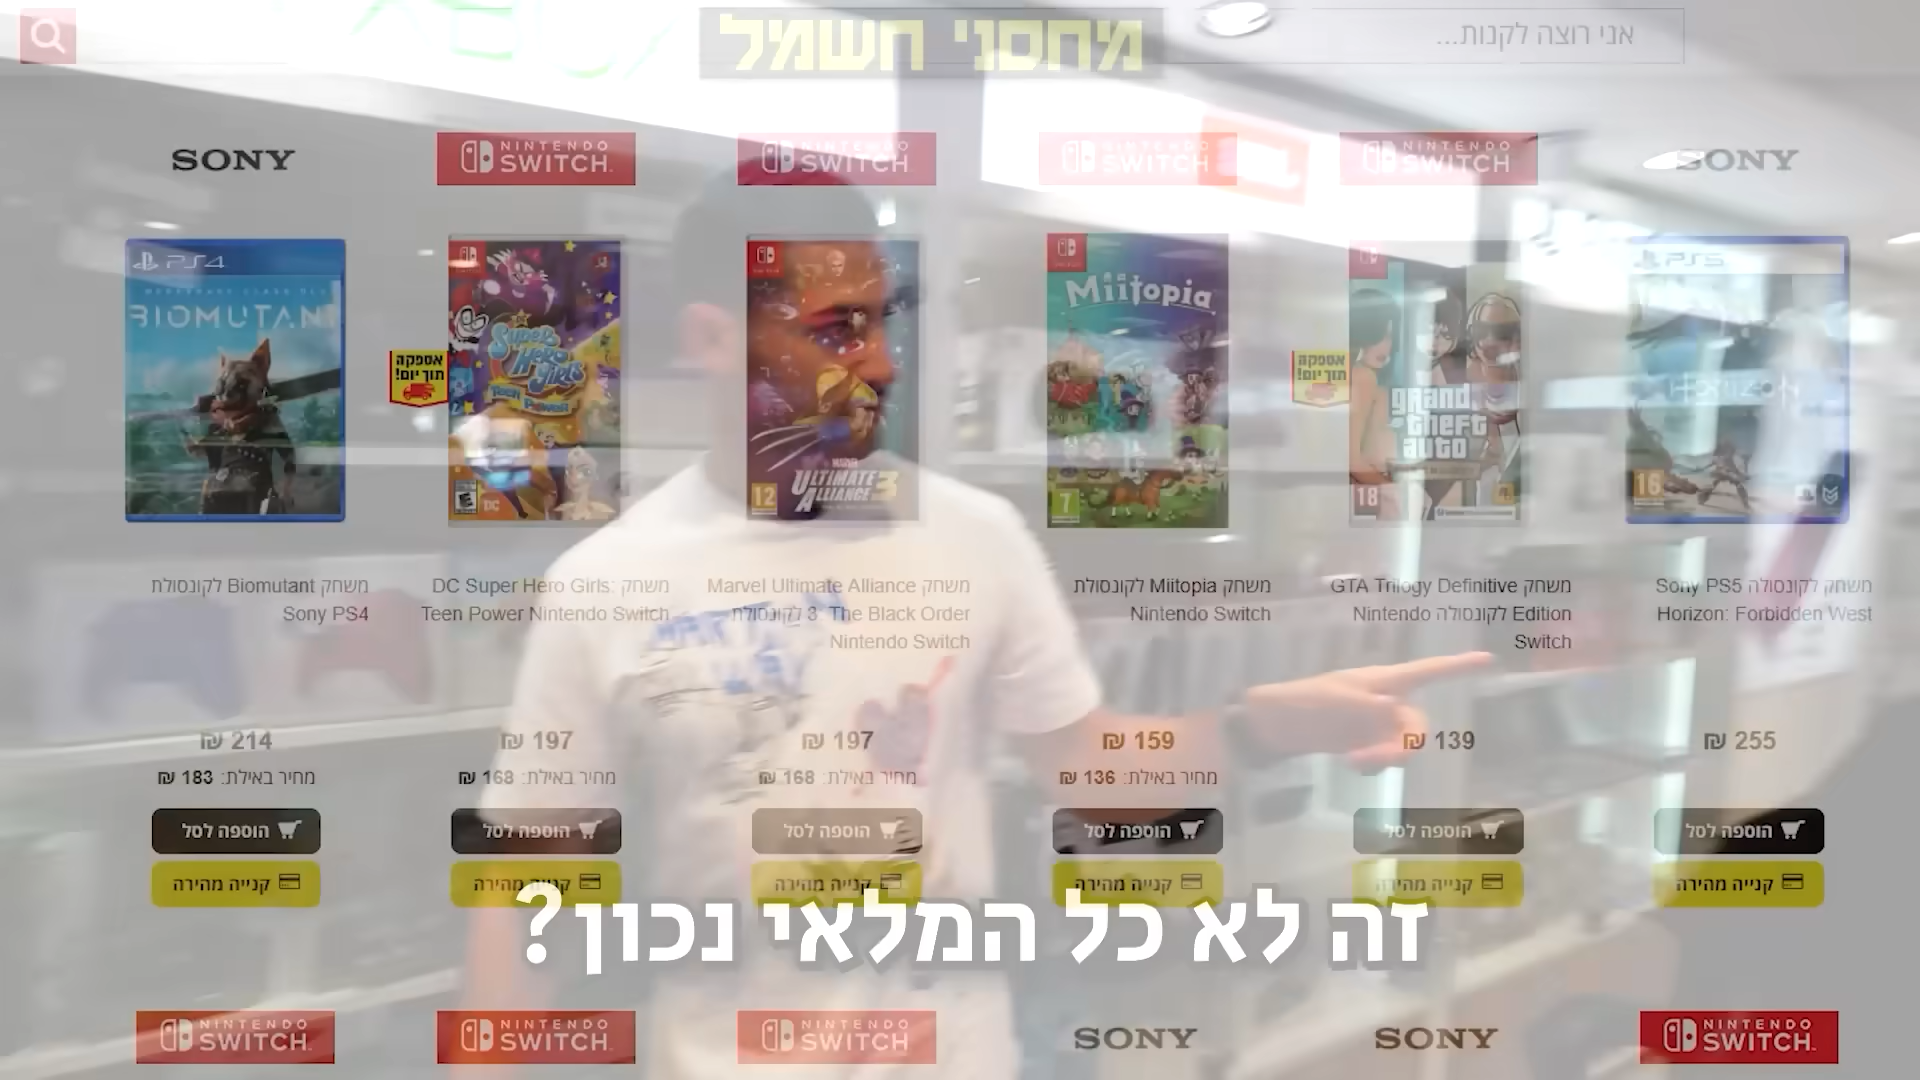 מחסני חשמל
אני רוצה לקנות...
SONY
NINTENDO
SWITCH
NINTENDO
SWITCH
NINTENDO
SWITCH
NINTENDO
SWITCH
SONY
PS4
BIOMUTANT
אספקה
תוך יום!
Super
Hero
Girls
Teen Power
DC
MARVEL
ULTIMATE
ALLIANCE 3
12
Miitopia
7
אספקה
תוך יום!
grand
theft
auto
18
PS5
HORIZON
16
משחק Biomutant לקונסולת
Sony PS4
משחק DC Super Hero Girls:
Teen Power Nintendo Switch
משחק Marvel Ultimate Alliance
3: The Black Order לקונסולת
Nintendo Switch
משחק Miitopia לקונסולת
Nintendo Switch
משחק GTA Trilogy Definitive
Edition לקונסולה Nintendo
Switch
משחק לקונסולה Sony PS5
Horizon: Forbidden West
214 ₪
197 ₪
197 ₪
159 ₪
139 ₪
255 ₪
מחיר באילת: 183 ₪
מחיר באילת: 168 ₪
מחיר באילת: 168 ₪
מחיר באילת: 136 ₪
הוספה לסל
הוספה לסל
הוספה לסל
הוספה לסל
הוספה לסל
הוספה לסל
קנייה מהירה
קנייה מהירה
קנייה מהירה
קנייה מהירה
קנייה מהירה
קנייה מהירה
זה לא כל המלאי נכון?
NINTENDO
SWITCH
NINTENDO
SWITCH
NINTENDO
SWITCH
SONY
SONY
NINTENDO
SWITCH